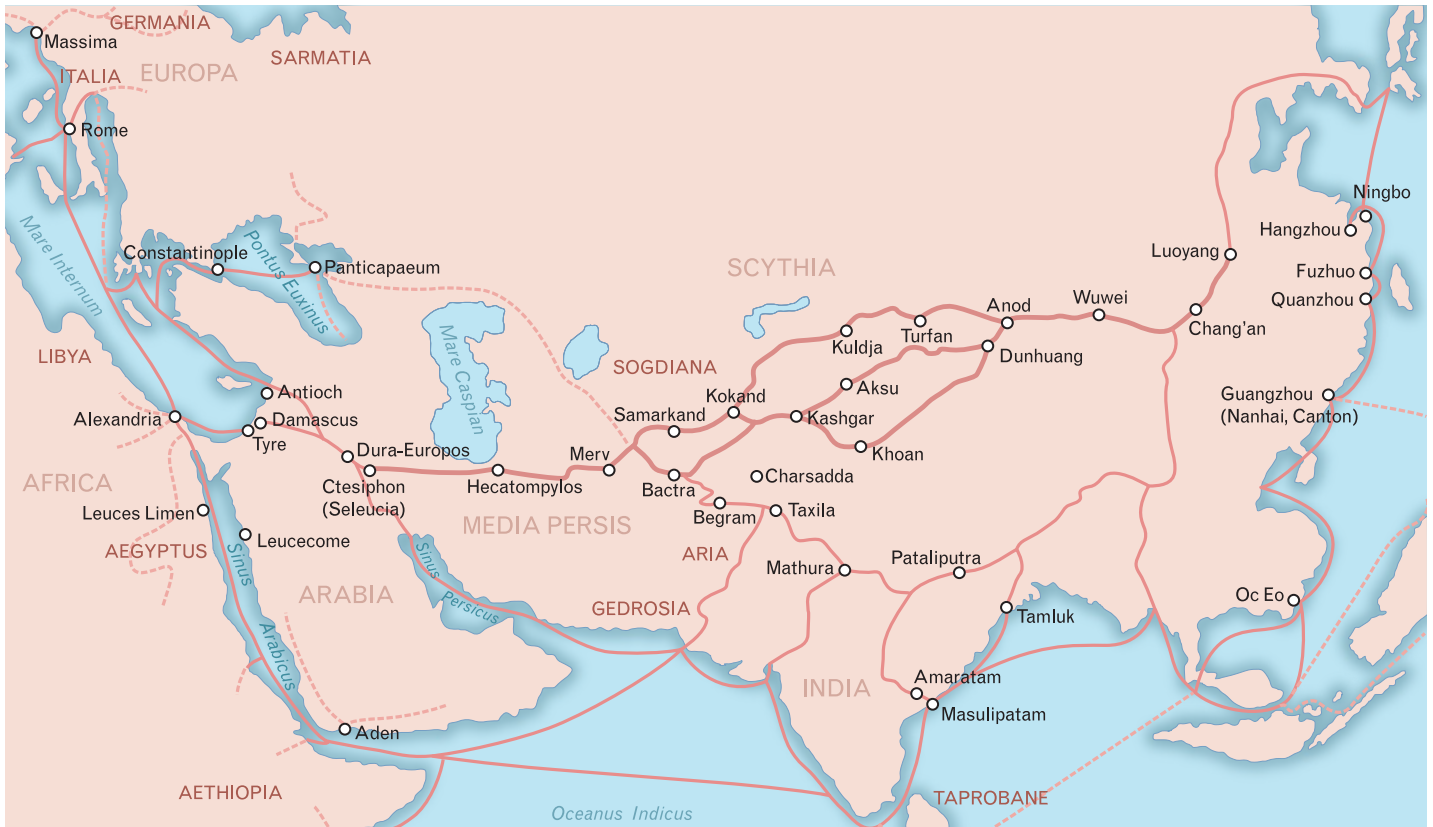 GERMANIA
Massima
SARMATIA
ITALIA
EUROPA
Rome
Ningbo
Hangzhou
Mare Internum
Constantinople
Pontus Euxinus
Panticapaeum
SCYTHIA
Luoyang
Fuzhuo
Quanzhou
Anod
Wuwei
Chang'an
Turfan
Kuldja
Dunhuang
Mare Caspian
LIBYA
SOGDIANA
Aksu
Antioch
Kokand
Guangzhou
(Nanhai, Canton)
Alexandria
Damascus
Samarkand
Kashgar
Tyre
Dura-Europos
Merv
Khoan
AFRICA
Ctesiphon
(Seleucia)
Hecatompylos
Bactra
Charsadda
Leuces Limen
MEDIA PERSIS
Begram
Taxila
AEGYPTUS
Leucecome
Sinus
Arabicus
Sinus
Persicus
ARIA
Mathura
Pataliputra
ARABIA
GEDROSIA
Oc Eo
Tamluk
INDIA
Amaratam
Masulipatam
Aden
AETHIOPIA
TAPROBANE
Oceanus Indicus